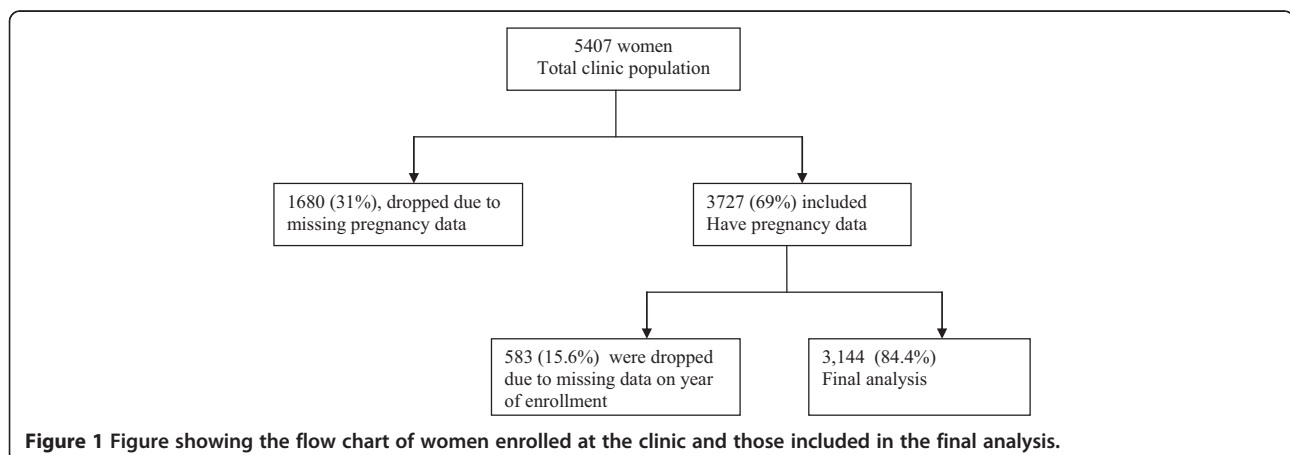 5407 women
Total clinic population
1680 (31%), dropped due to
missing pregnancy data
3727 (69%) included
Have pregnancy data
583 (15.6%) were dropped
due to missing data on year
of enrollment
3,144 (84.4%)
Final analysis
Figure 1 Figure showing the flow chart of women enrolled at the clinic and those included in the final analysis.